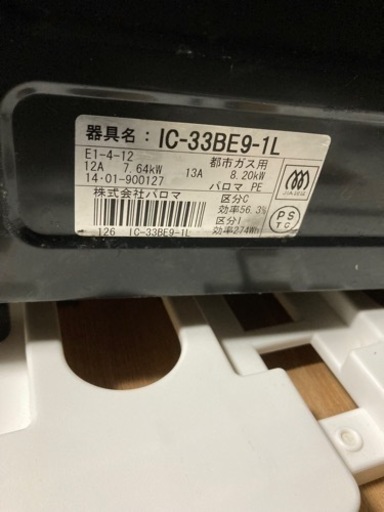 器具名： IC-33BE9-1L
E1-4-12 都市ガス用
12A 7.64kW 13A 8.20kW
14·01-900127 パロマ PE
株式会社パロマ 区分C
効率56.3%
区分I
126 IC-33BE9-1L 効率274Wh
PS
TC